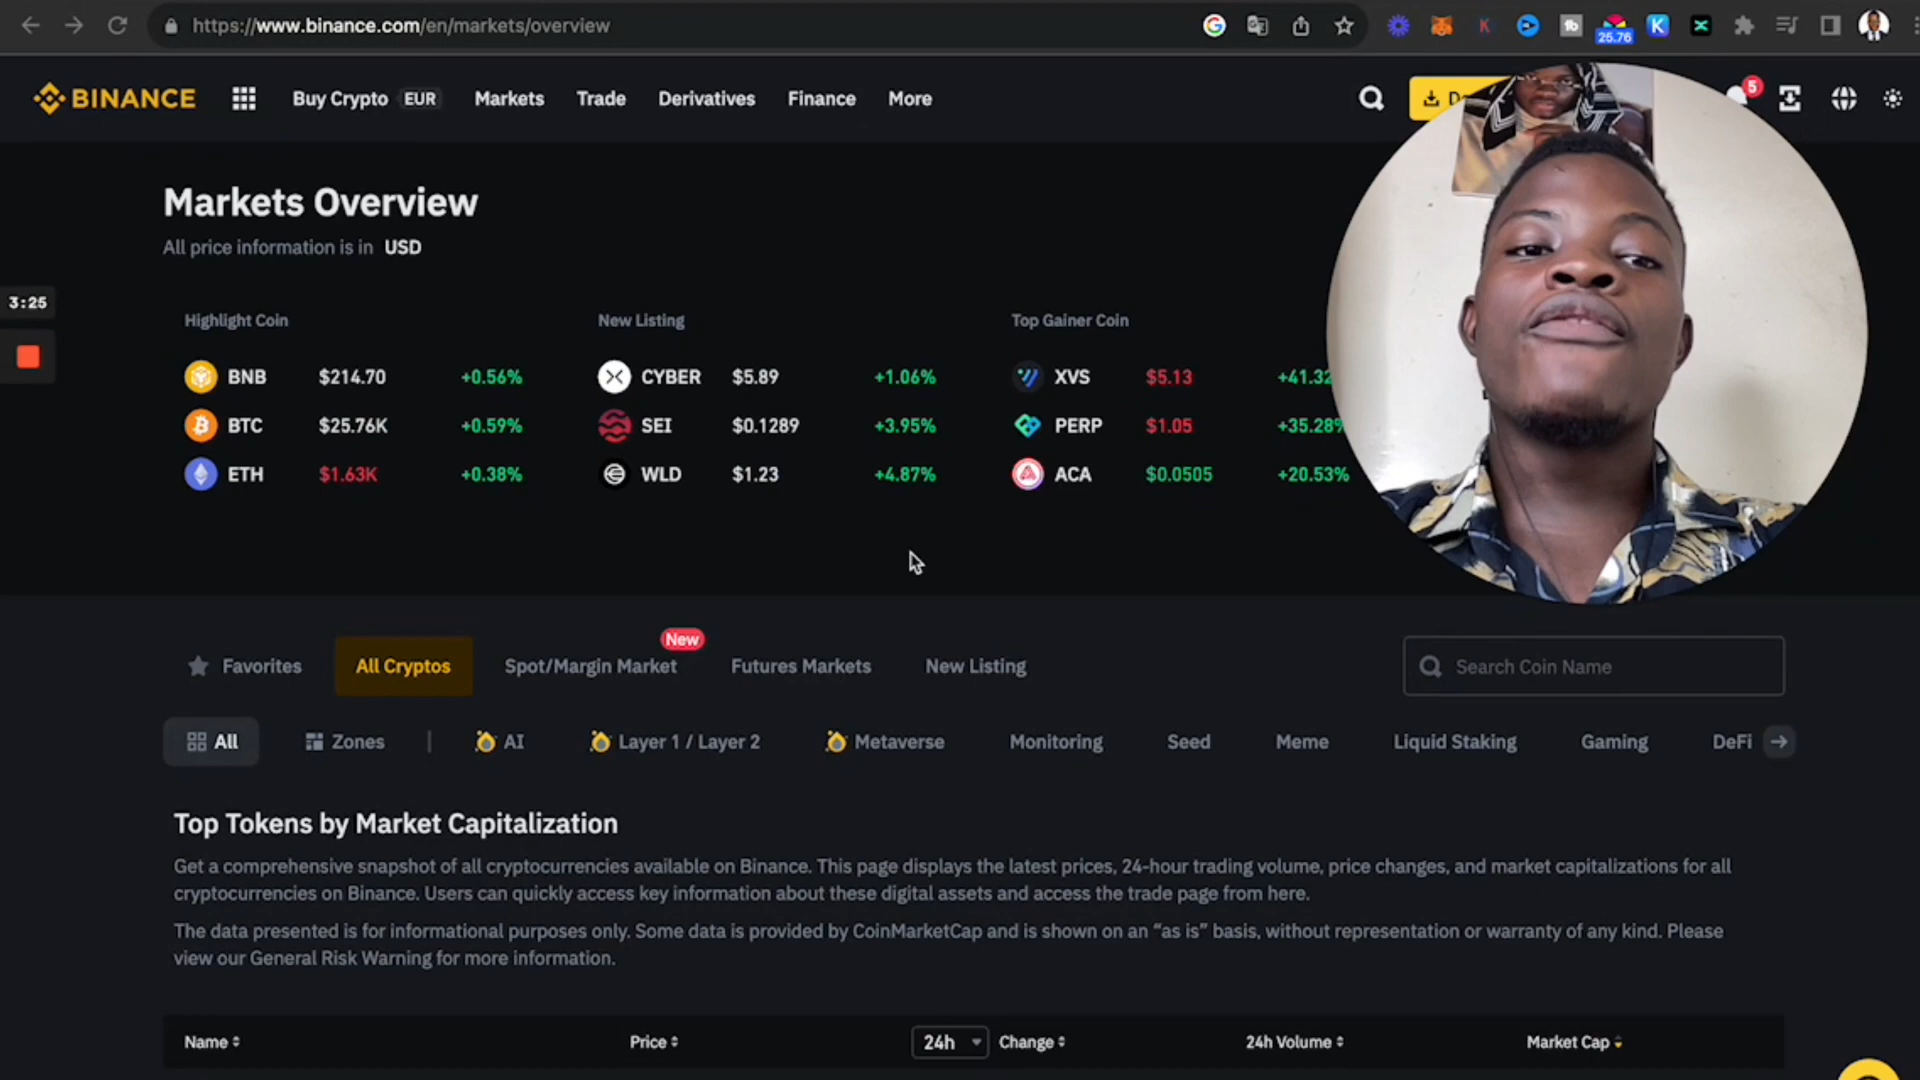 https://www.binance.com/en/markets/overview
25.76
BINANCE
Buy Crypto EUR Markets Trade Derivatives Finance More
5
Markets Overview
All price information is in USD
3:25
Highlight Coin New Listing Top Gainer Coin
BNB $214.70 +0.56% CYBER $5.89 +1.06% XVS $5.13 +41.32
BTC $25.76K +0.59% SEI $0.1289 +3.95% PERP $1.05 +35.28%
ETH $1.63K +0.38% WLD $1.23 +4.87% ACA $0.0505 +20.53%
New
Favorites All Cryptos Spot/Margin Market Futures Markets New Listing Search Coin Name
All Zones | AI Layer 1 / Layer 2 Metaverse Monitoring Seed Meme Liquid Staking Gaming DeFi
Top Tokens by Market Capitalization
Get a comprehensive snapshot of all cryptocurrencies available on Binance. This page displays the latest prices, 24-hour trading volume, price changes, and market capitalizations for all
cryptocurrencies on Binance. Users can quickly access key information about these digital assets and access the trade page from here.
The data presented is for informational purposes only. Some data is provided by CoinMarketCap and is shown on an “as is” basis, without representation or warranty of any kind. Please
view our General Risk Warning for more information.
Name Price 24h Change 24h Volume Market Cap